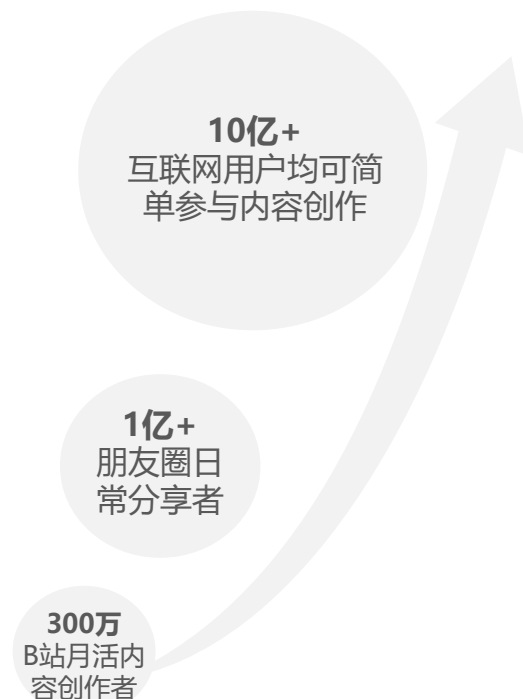 10亿+
互联网用户均可简
单参与内容创作
1亿+
朋友圈日
常分享者
300万
B站月活内
容创作者